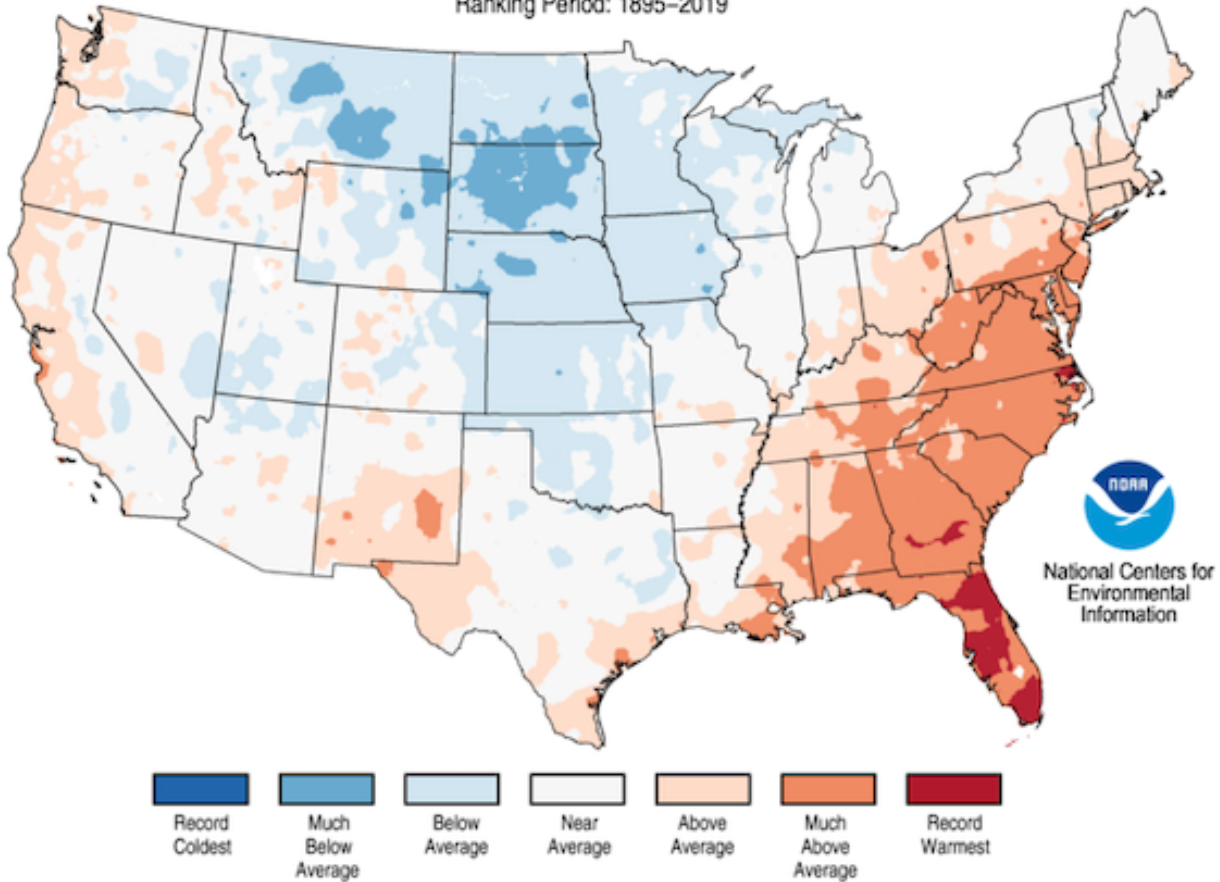 Ranking Period: 1895–2019
NOAA
National Centers for
Environmental
Information
Record
Coldest
Much
Below
Average
Below
Average
Near
Average
Above
Average
Much
Above
Average
Record
Warmest